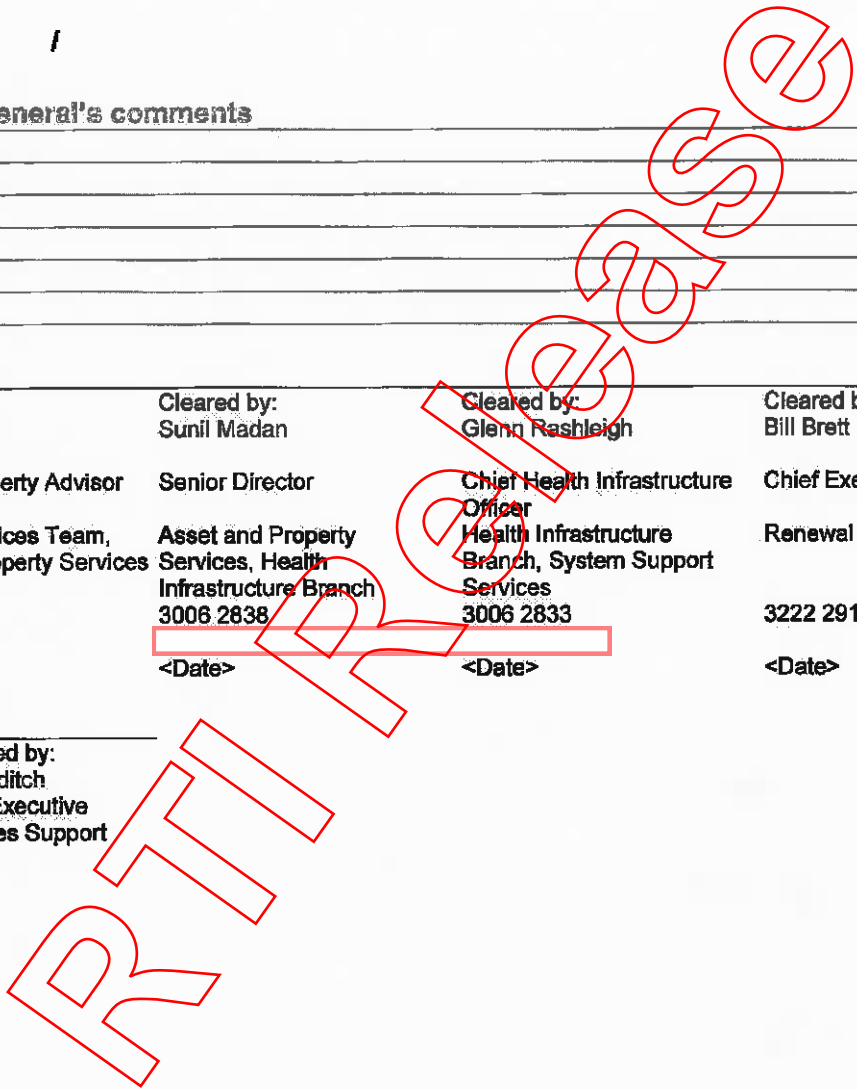 eneral's comments
Cleared by:
Sunil Madan
Senior Director
Asset and Property
Services, Health
Infrastructure Branch
3006 2838
<Date>
Cleared by:
Glenn Rashleigh
Chief Health Infrastructure
Officer
Health Infrastructure
Branch, System Support
Services
3006 2833
<Date>
Cleared b
Bill Brett
Chief Exe
Renewal
3222 291
<Date>
erty Advisor
ices Team,
perty Services
ed by:
ditch
Executive
es Support
RTI Release